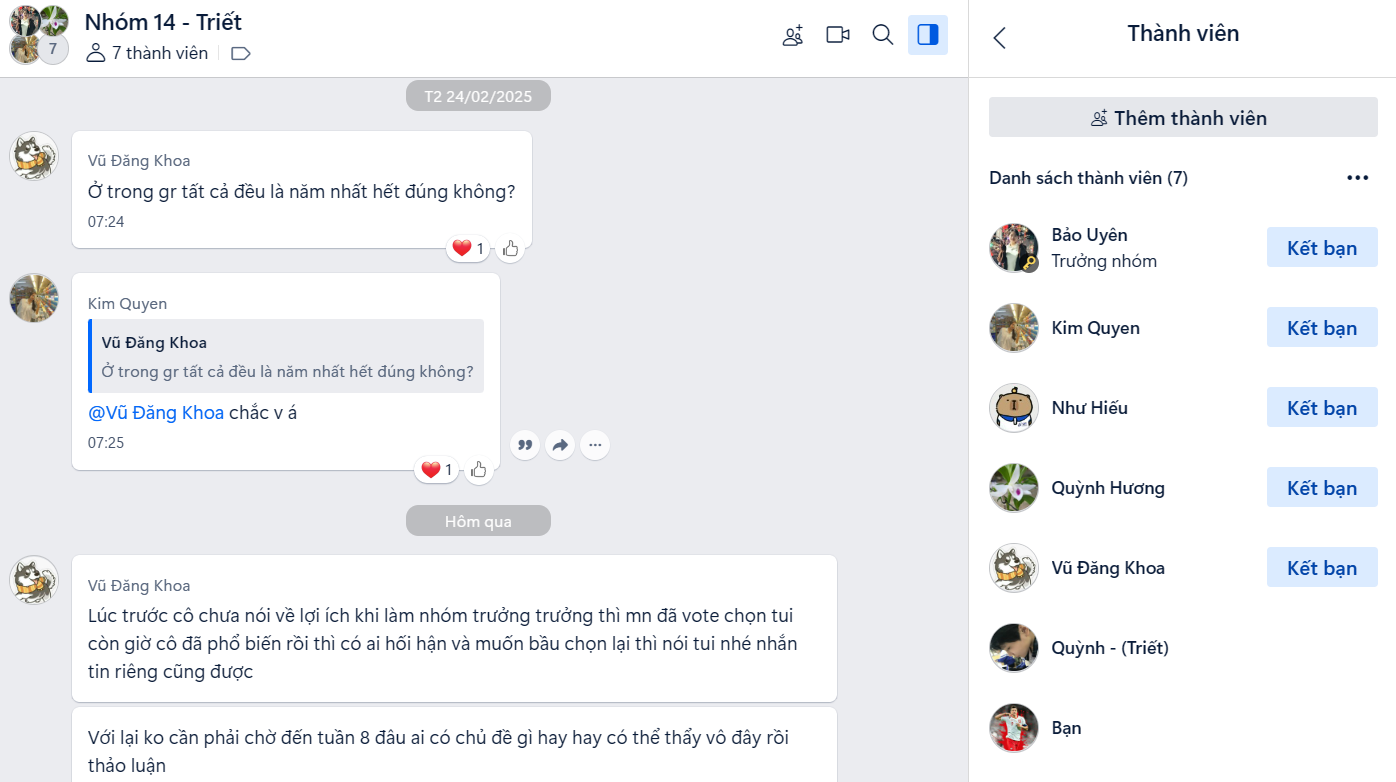 Nhóm 14 - Triết
7
7 thành viên
T2 24/02/2025
Vũ Đăng Khoa
Ở trong gr tất cả đều là năm nhất hết đúng không?
07:24
1
Kim Quyen
Vũ Đăng Khoa
Ở trong gr tất cả đều là năm nhất hết đúng không?
@Vũ Đăng Khoa chắc v á
07:25
1
Hôm qua
Vũ Đăng Khoa
Lúc trước cô chưa nói về lợi ích khi làm nhóm trưởng trưởng thì mn đã vote chọn tui
còn giờ cô đã phổ biến rồi thì có ai hối hận và muốn bầu chọn lại thì nói tui nhé nhắn
tin riêng cũng được
Với lại ko cần phải chờ đến tuần 8 đâu ai có chủ đề gì hay hay có thể thẩy vô đây rồi
thảo luận
Thành viên
Thêm thành viên
Danh sách thành viên (7)
Bảo Uyên
Trưởng nhóm
Kết bạn
Kim Quyen
Kết bạn
Như Hiếu
Kết bạn
Quỳnh Hương
Kết bạn
Vũ Đăng Khoa
Kết bạn
Quỳnh - (Triết)
Bạn